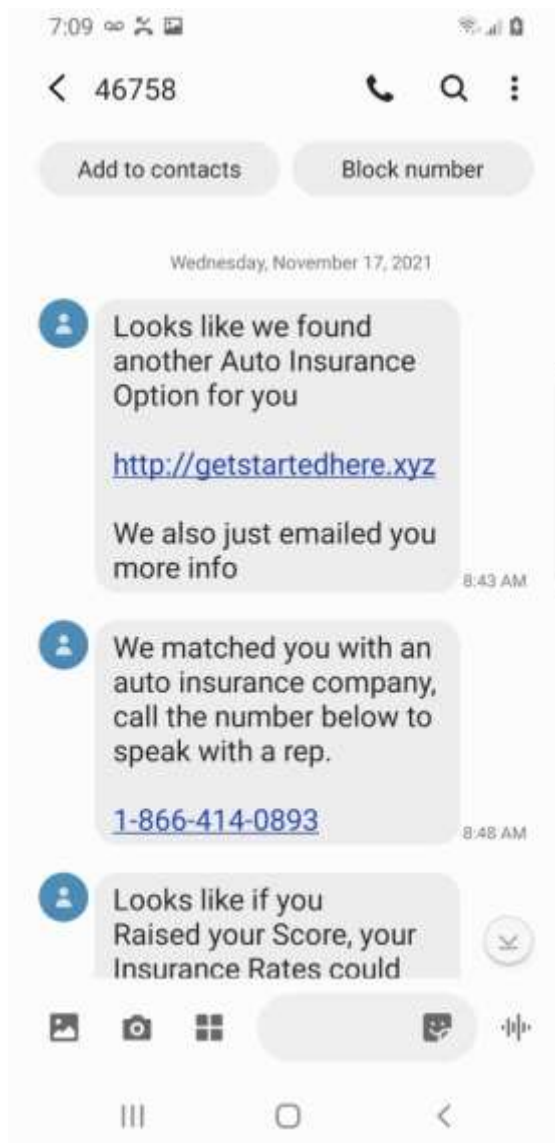 7:09
46758
Add to contacts
Block number
Wednesday, November 17, 2021
Looks like we found
another Auto Insurance
Option for you
http://getstartedhere.xyz
We also just emailed you
more info
8:43 AM
We matched you with an
auto insurance company,
call the number below to
speak with a rep.
1-866-414-0893
8:48 AM
Looks like if you
Raised your Score, your
Insurance Rates could